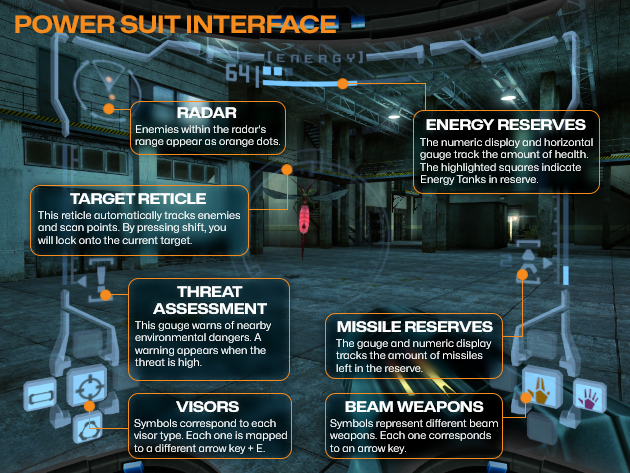 POWER SUIT INTERFACE
[ENERGY]
64
RADAR
Enemies within the radar's
range appear as orange dots.
ENERGY RESERVES
The numeric display and horizontal
gauge track the amount of health.
The highlighted squares indicate
Energy Tanks in reserve.
TARGET RETICLE
This reticle automatically tracks enemies
and scan points. By pressing shift, you
will lock onto the current target.
THREAT
ASSESSMENT
This gauge warns of nearby
environmental dangers. A
warning appears when the
threat is high.
MISSILE RESERVES
The gauge and numeric display
tracks the amount of missiles
left in the reserve.
VISORS
Symbols correspond to each
visor type. Each one is mapped
to a different arrow key + E.
BEAM WEAPONS
Symbols represent different beam
weapons. Each one corresponds
to an arrow key.